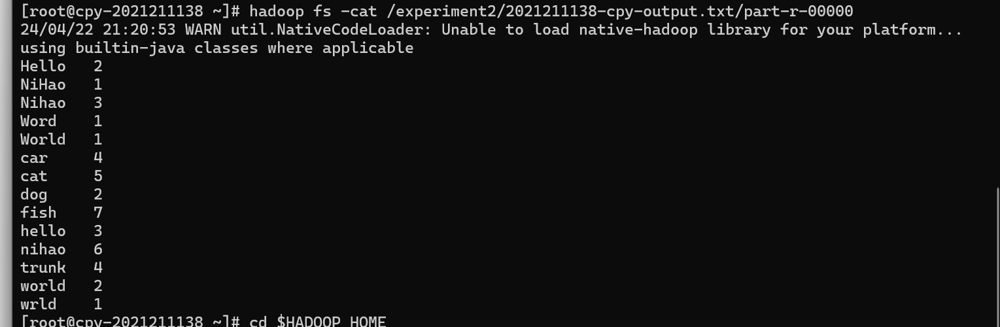 [root@cpy-2021211138 ~]# hadoop fs -cat /experiment2/2021211138-cpy-output.txt/part-r-00000
24/04/22 21:20:53 WARN util.NativeCodeLoader: Unable to load native-hadoop library for your platform...
using builtin-java classes where applicable
Hello   2
NiHao   1
Nihao   3
Word    1
World   1
car     4
cat     5
dog     2
fish    7
hello   3
nihao   6
trunk   4
world   2
wrld    1
[root@cpy-2021211138 ~]# cd $HADOOP_HOME